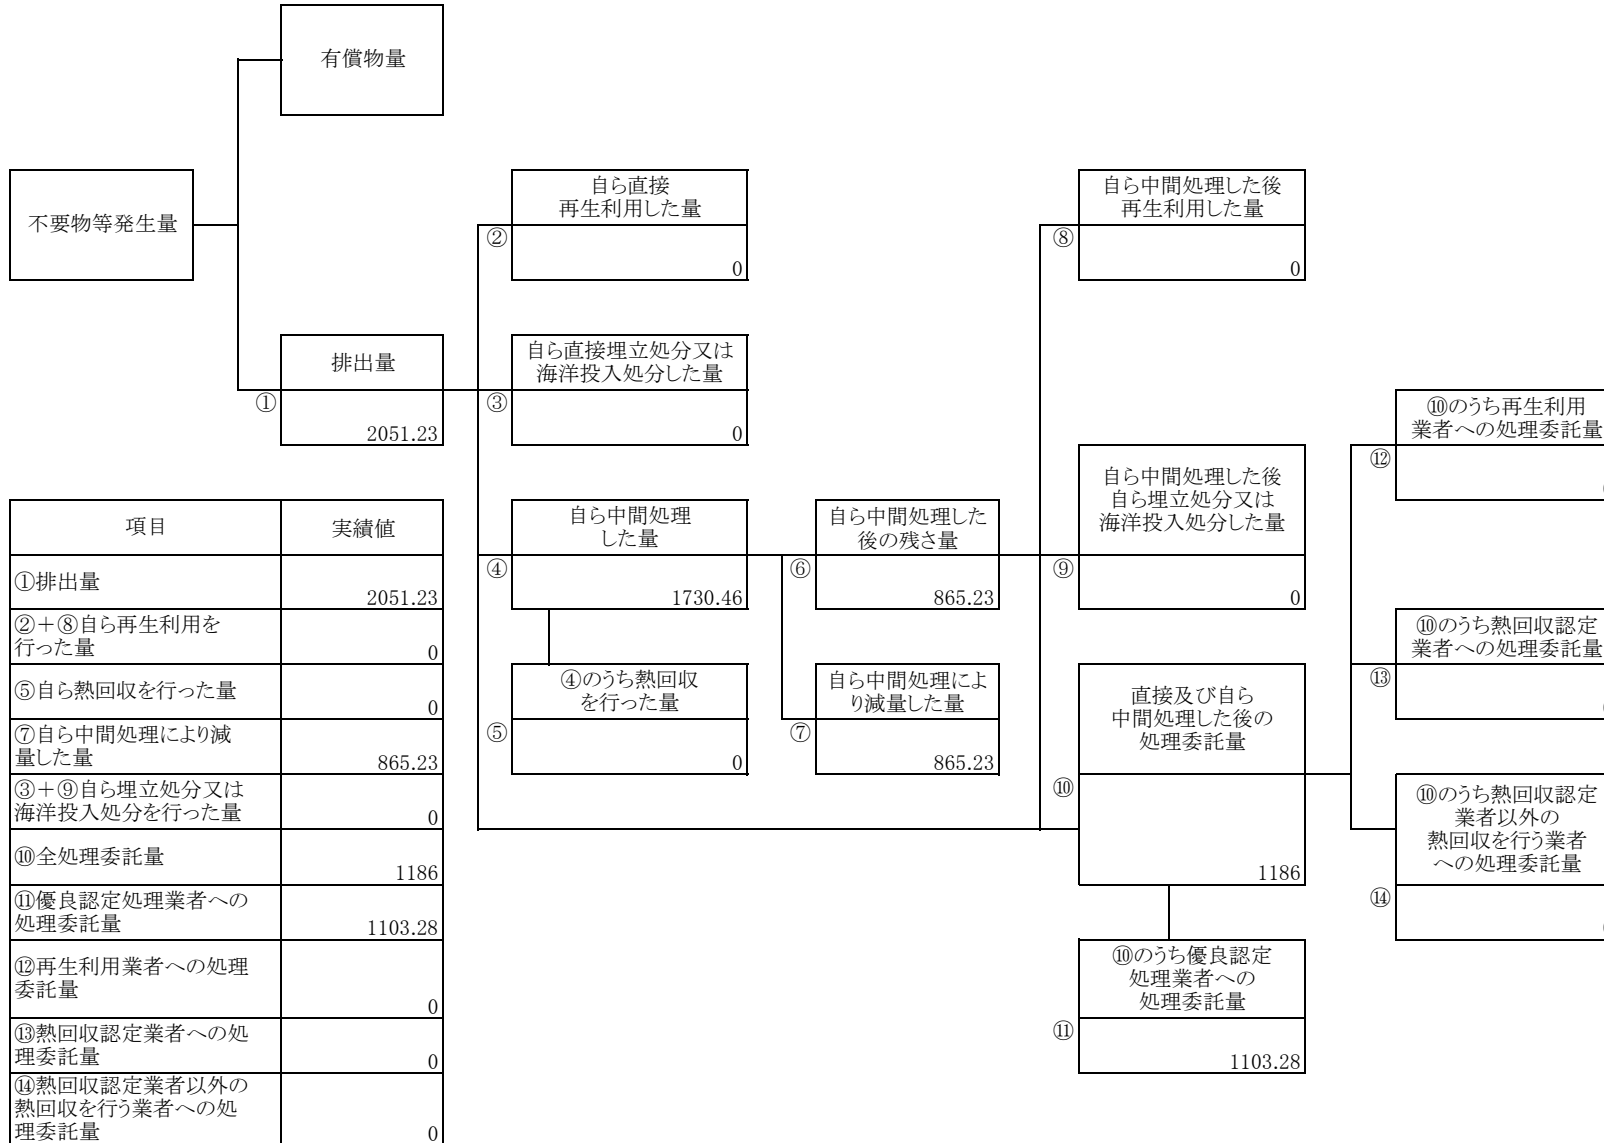 有償物量
不要物等発生量
排出量
①
2051.23
自ら直接
再生利用した量
②
0
自ら直接埋立処分又は
海洋投入処分した量
③
0
自ら中間処理
した量
④
1730.46
④のうち熱回収
を行った量
⑤
0
自ら中間処理した
後の残さ量
⑥
865.23
自ら中間処理によ
り減量した量
⑦
865.23
自ら中間処理した後
再生利用した量
⑧
0
自ら中間処理した後
自ら埋立処分又は
海洋投入処分した量
⑨
0
直接及び自ら
中間処理した後の
処理委託量
⑩
1186
⑩のうち優良認定
処理業者への
処理委託量
⑪
1103.28
⑩のうち再生利用
業者への処理委託量
⑫
⑩のうち熱回収認定
業者への処理委託量
⑬
⑩のうち熱回収認定
業者以外の
熱回収を行う業者
への処理委託量
⑭
項目 実績値
①排出量 2051.23
②+⑧自ら再生利用を
行った量 0
⑤自ら熱回収を行った量 0
⑦自ら中間処理により減
量した量 865.23
③+⑨自ら埋立処分又は
海洋投入処分を行った量 0
⑩全処理委託量 1186
⑪優良認定処理業者への
処理委託量 1103.28
⑫再生利用業者への処理
委託量 0
⑬熱回収認定業者への処
理委託量 0
⑭熱回収認定業者以外の
熱回収を行う業者への処
理委託量 0